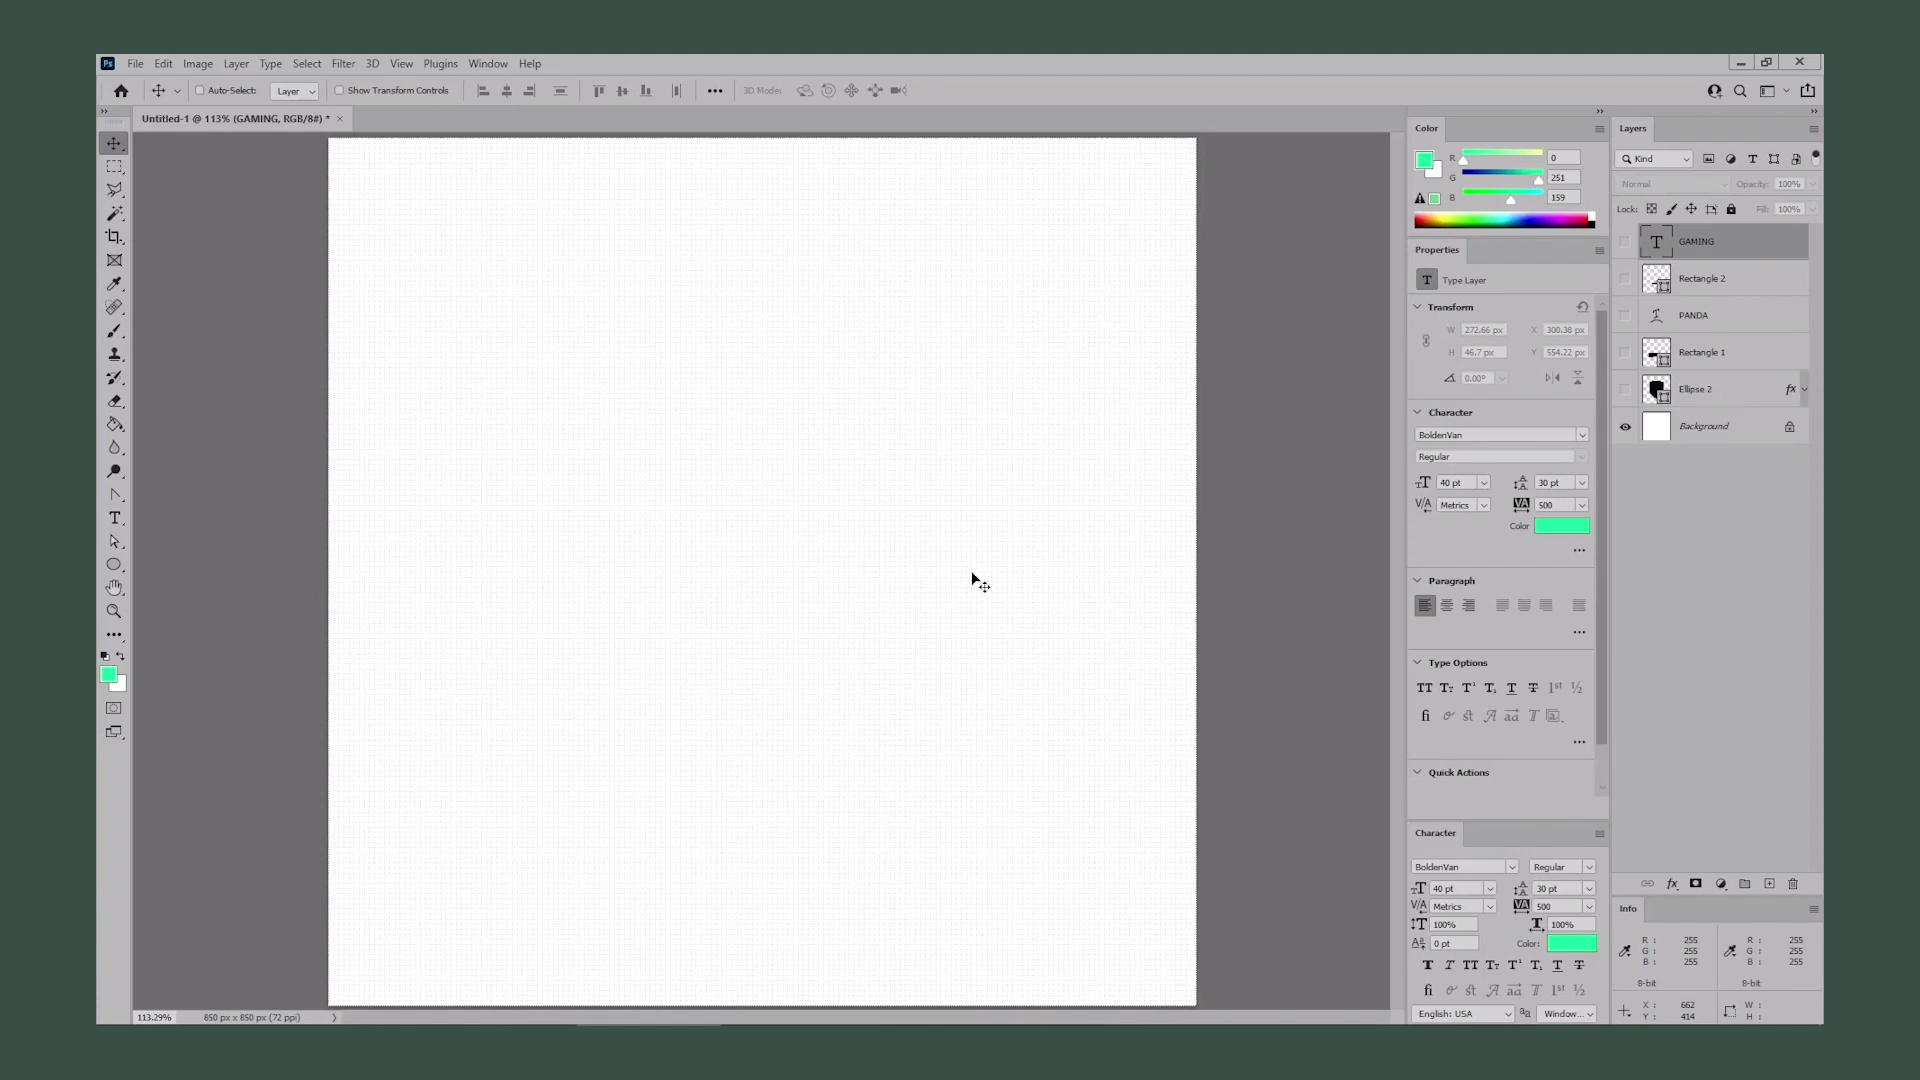 Ps File Edit Image Layer Type Select Filter 3D View Plugins Window Help
Auto-Select: Layer Show Transform Controls 3D Mode:
Untitled-1 @ 113% (GAMING, RGB/8#) *
Color
R 0
G 251
B 159
Properties
Type Layer
Transform
W 272.66 px X 300.38 px
H 46.7 px Y 554.22 px
0.00°
Character
BoldenVan
Regular
40 pt 30 pt
Metrics 500
Color
Paragraph
Type Options
Quick Actions
Character
BoldenVan Regular
40 pt 30 pt
Metrics 500
100% 100%
0 pt Color:
English: USA Window...
Layers
Kind
Normal Opacity: 100%
Lock: Fill: 100%
GAMING
Rectangle 2
PANDA
Rectangle 1
Ellipse 2 fx
Background
Info
R : 255 R : 255
G : 255 G : 255
B : 255 B : 255
8-bit 8-bit
X : 662 W :
Y : 414 H :
113.29% 850 px x 850 px (72 ppi)